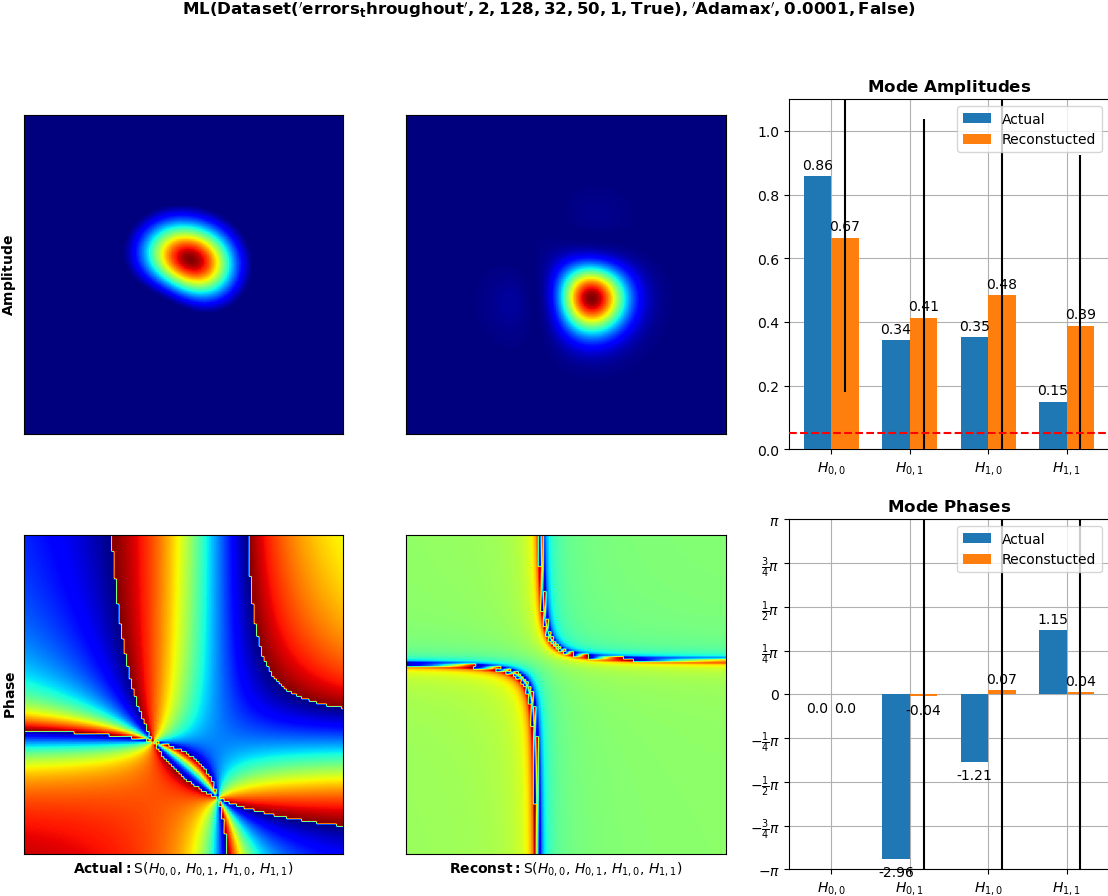 ML(Dataset('errors_throughout', 2, 128, 32, 50, 1, True), 'Adamax', 0.0001, False)
Amplitude
Mode Amplitudes
Actual
Reconstucted
1.0
0.8
0.6
0.4
0.2
0.0
0.86
0.67
0.34
0.41
0.35
0.48
0.15
0.39
H0,0
H0,1
H1,0
H1,1
Phase
Actual: S(H0,0, H0,1, H1,0, H1,1)
Reconst: S(H0,0, H0,1, H1,0, H1,1)
Mode Phases
Actual
Reconstucted
π
3/4π
1/2π
1/4π
0
−1/4π
−1/2π
−3/4π
−π
0.0
0.0
-2.96
-0.04
-1.21
0.07
1.15
0.04
H0,0
H0,1
H1,0
H1,1